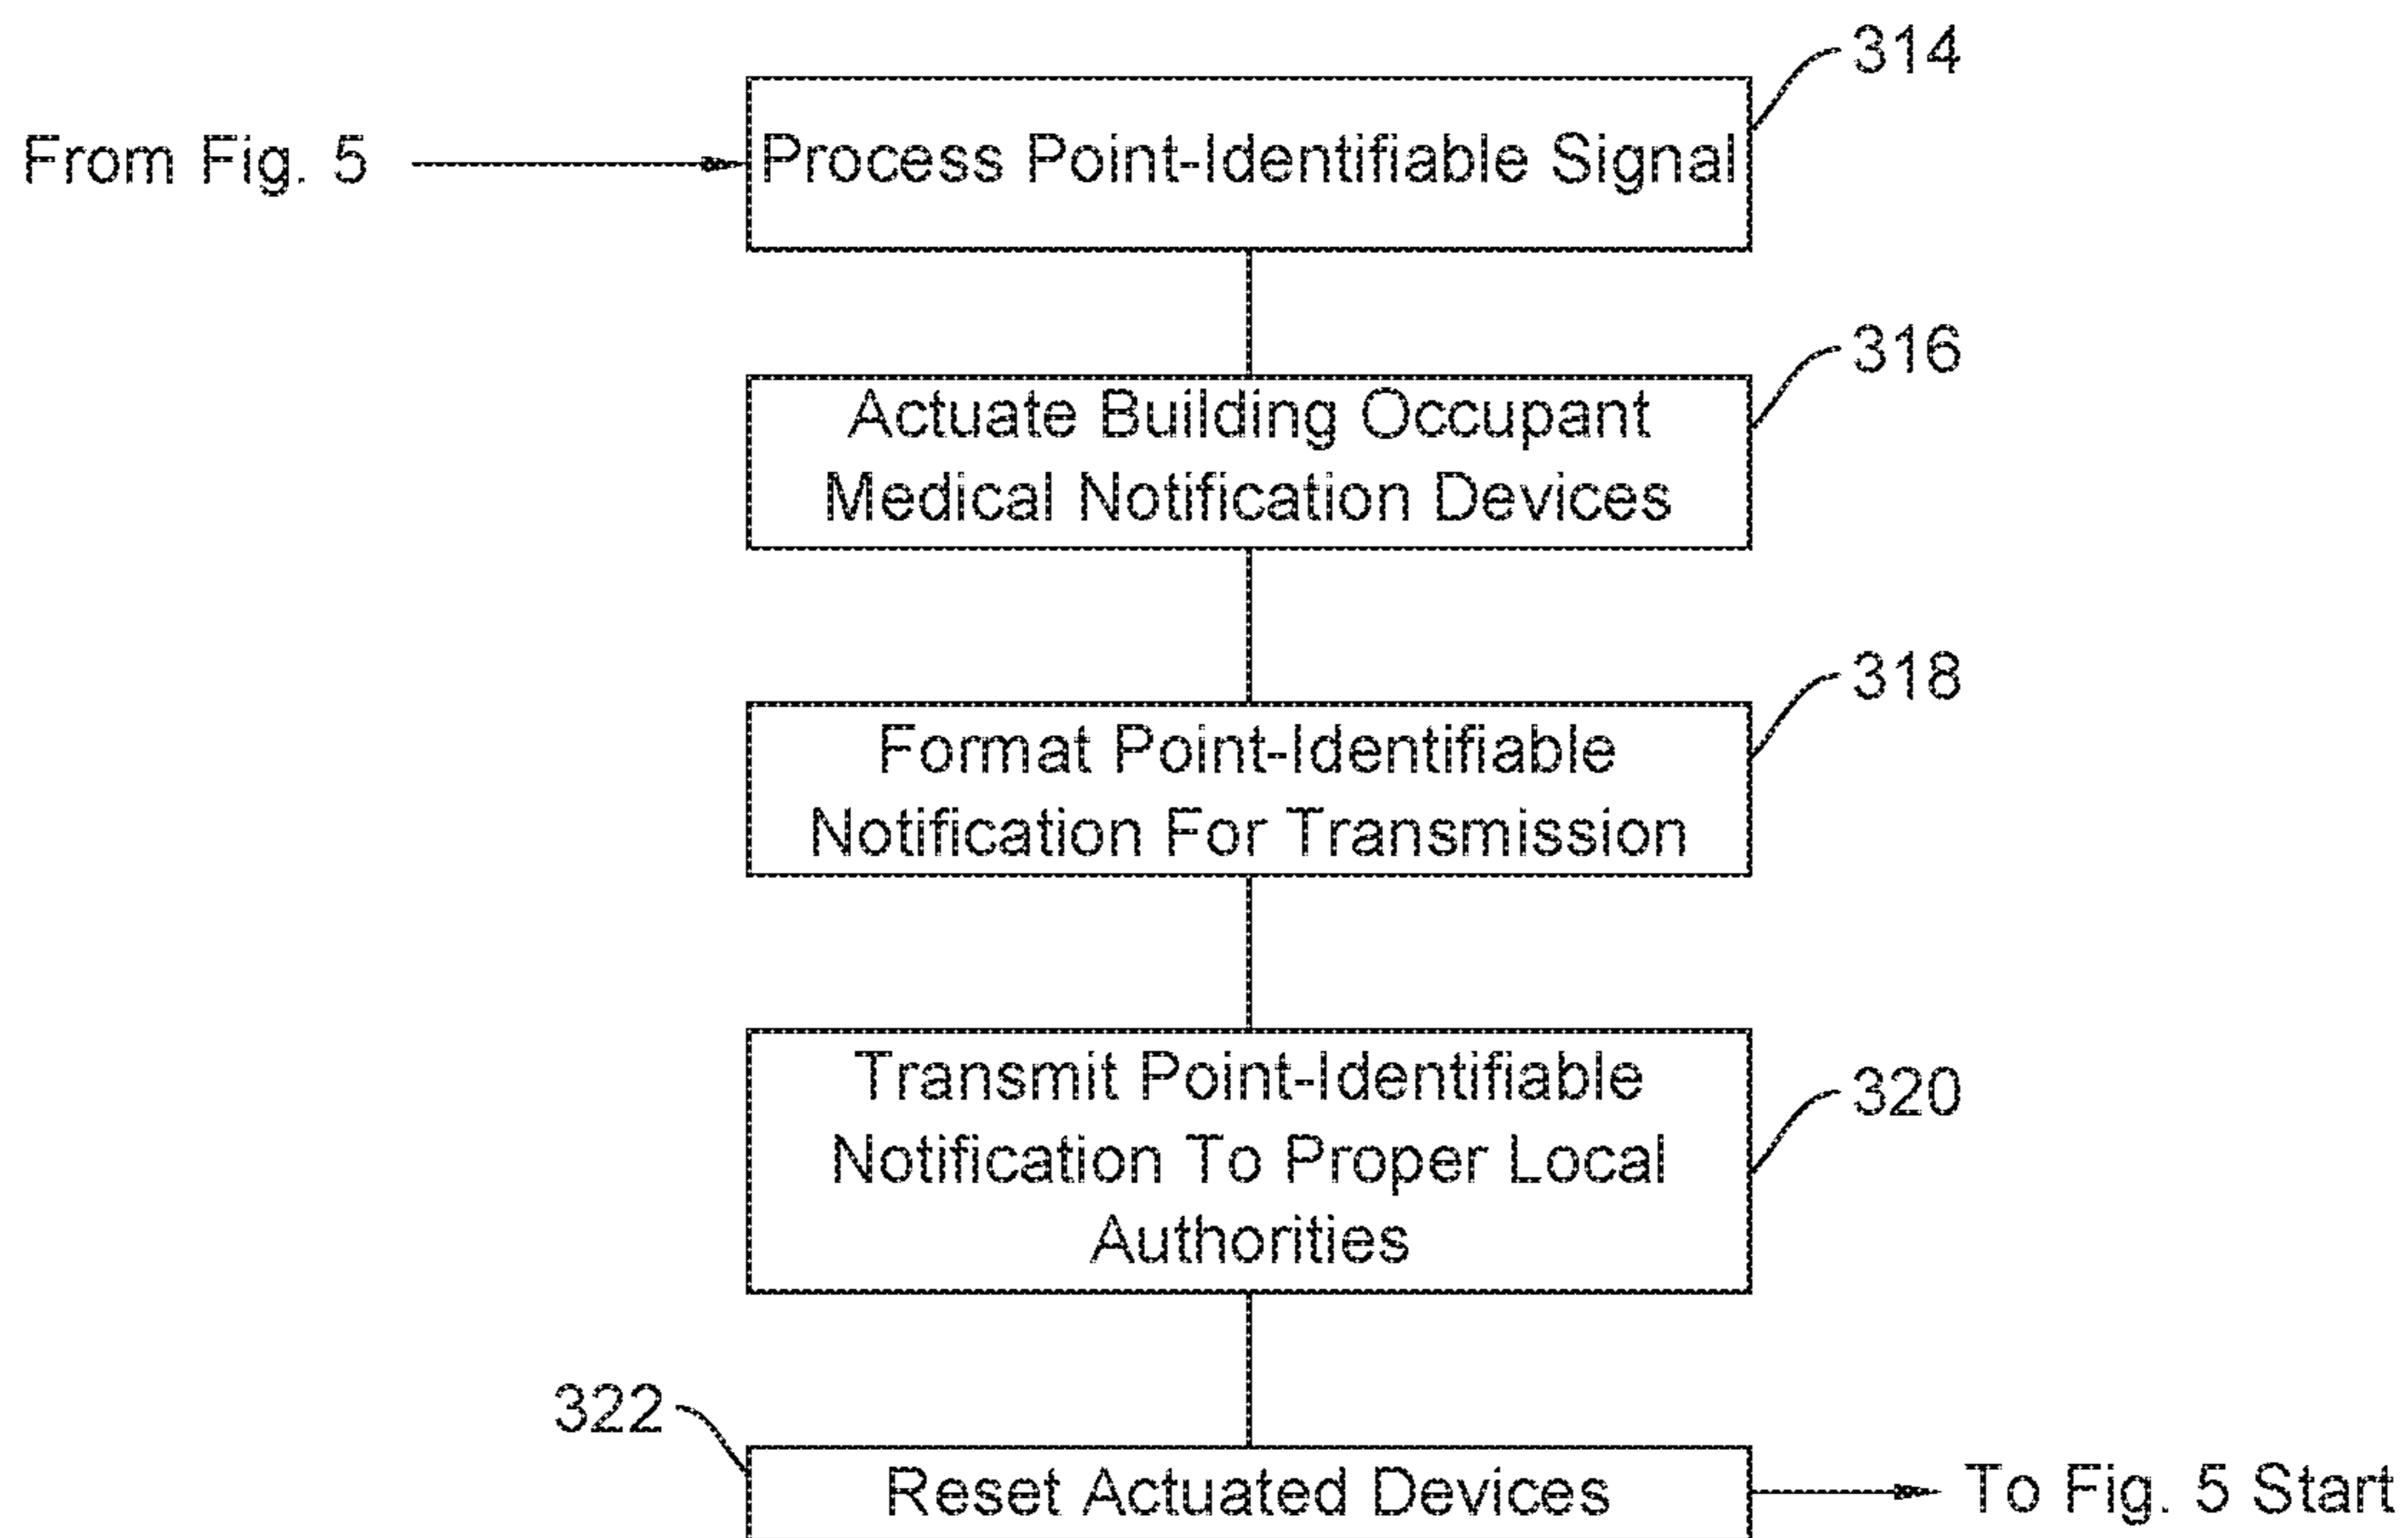 314
From Fig. 5
Process Point-Identifiable Signal
316
Actuate Building Occupant
Medical Notification Devices
318
Format Point-Identifiable
Notification For Transmission
Transmit Point-Identifiable
320
Notification To Proper Local
Authorities
322
Reset Actuated Devices
To Fig. 5 Start